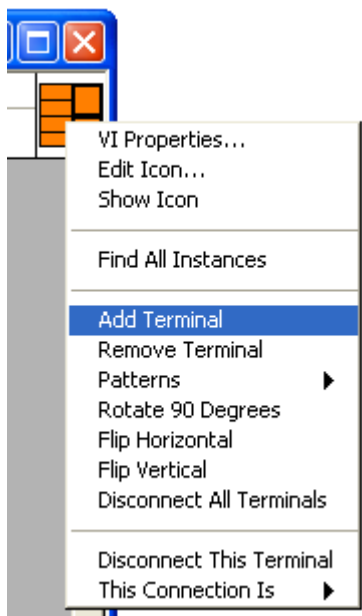 VI Properties...
Edit Icon...
Show Icon
Find All Instances
Add Terminal
Remove Terminal
Patterns
Rotate 90 Degrees
Flip Horizontal
Flip Vertical
Disconnect All Terminals
Disconnect This Terminal
This Connection Is